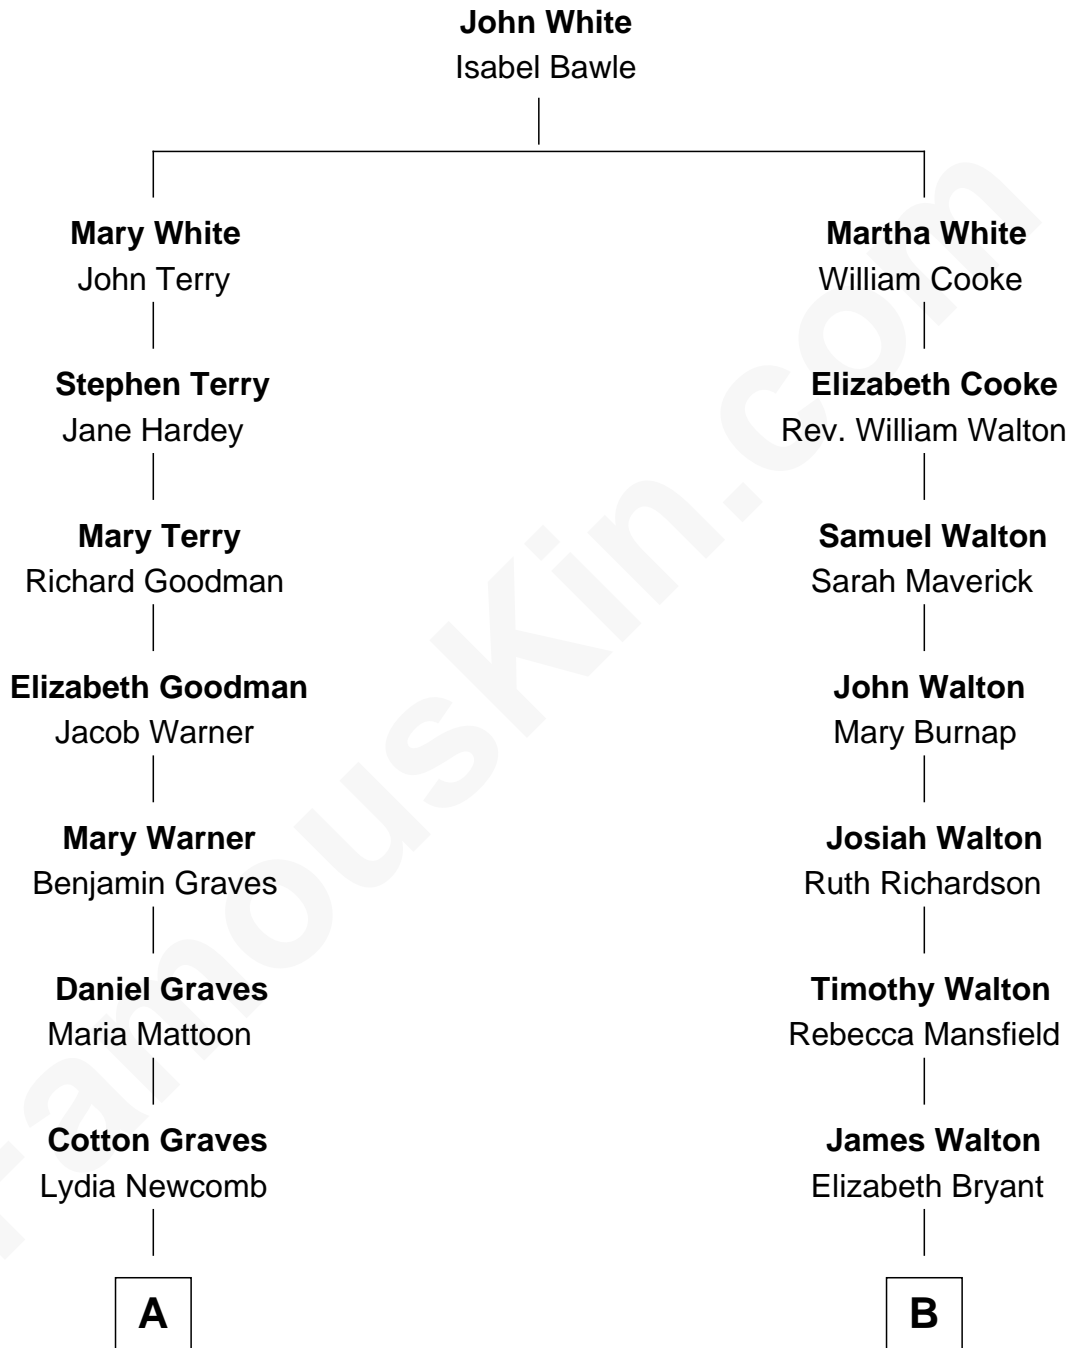 John White
Isabel Bawle
Mary White
John Terry
Martha White
William Cooke
Stephen Terry
Jane Hardey
Elizabeth Cooke
Rev. William Walton
Mary Terry
Richard Goodman
Samuel Walton
Sarah Maverick
Elizabeth Goodman
Jacob Warner
John Walton
Mary Burnap
Mary Warner
Benjamin Graves
Josiah Walton
Ruth Richardson
Daniel Graves
Maria Mattoon
Timothy Walton
Rebecca Mansfield
Cotton Graves
Lydia Newcomb
James Walton
Elizabeth Bryant
A
B
FamousKin.com